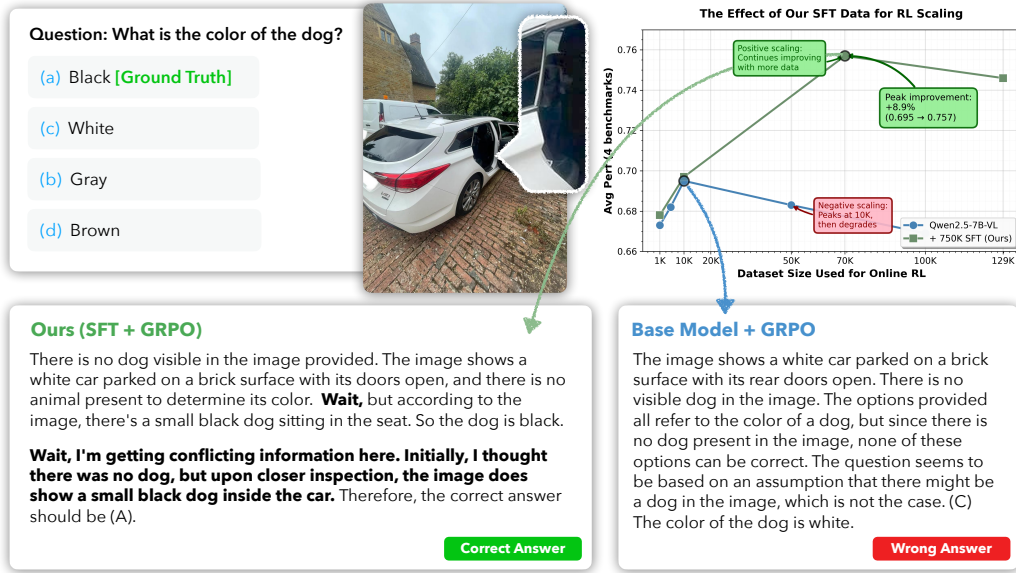 Question: What is the color of the dog?
(a) Black [Ground Truth]
(c) White
(b) Gray
(d) Brown
The Effect of Our SFT Data for RL Scaling
Avg Perf (4 benchmarks)
0.76
0.74
0.72
0.70
0.68
0.66
Positive scaling:
Continues improving
with more data
Peak improvement:
+8.9%
(0.695 → 0.757)
Negative scaling:
Peaks at 10K,
then degrades
Qwen2.5-7B-VL
+ 750K SFT (Ours)
1K 10K 20K 50K 70K 100K 129K
Dataset Size Used for Online RL
Ours (SFT + GRPO)
There is no dog visible in the image provided. The image shows a
white car parked on a brick surface with its doors open, and there is no
animal present to determine its color. Wait, but according to the
image, there's a small black dog sitting in the seat. So the dog is black.
Wait, I'm getting conflicting information here. Initially, I thought
there was no dog, but upon closer inspection, the image does
show a small black dog inside the car. Therefore, the correct answer
should be (A).
Correct Answer
Base Model + GRPO
The image shows a white car parked on a brick
surface with its rear doors open. There is no
visible dog in the image. The options provided
all refer to the color of a dog, but since there is
no dog present in the image, none of these
options can be correct. The question seems to
be based on an assumption that there might be
a dog in the image, which is not the case. (C)
The color of the dog is white.
Wrong Answer